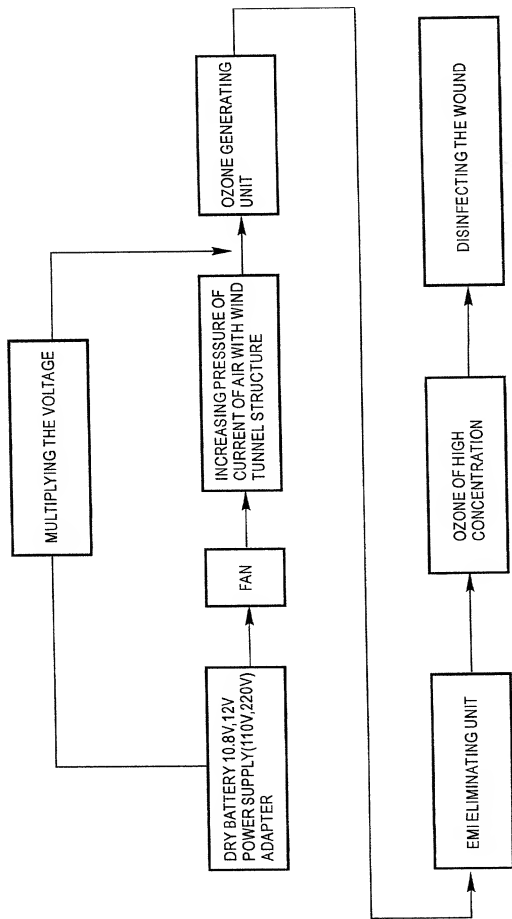 MULTIPLYING THE VOLTAGE
DRY BATTERY 10.8V,12V
POWER SUPPLY(110V,220V)
ADAPTER
FAN
INCREASING PRESSURE OF
CURRENT OF AIR WITH WIND
TUNNEL STRUCTURE
OZONE GENERATING
UNIT
EMI ELIMINATING UNIT
OZONE OF HIGH
CONCENTRATION
DISINFECTING THE WOUND